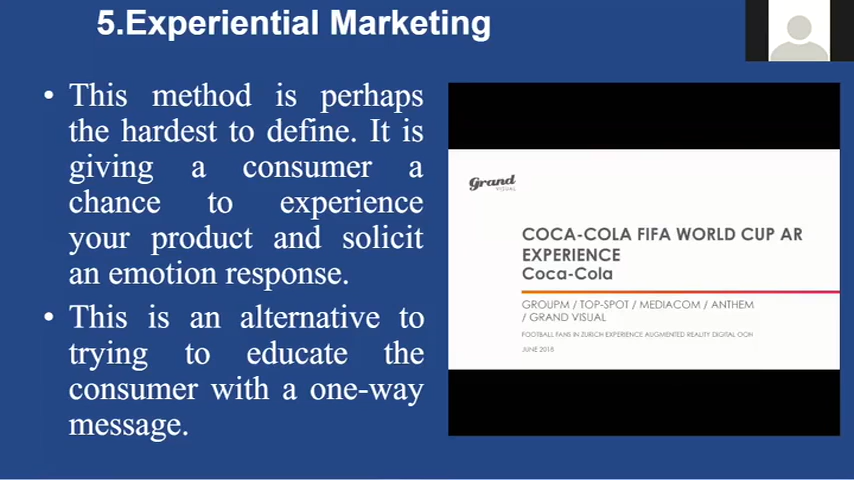 5.Experiential Marketing
• This method is perhaps
the hardest to define. It is
giving a consumer a
chance to experience
your product and solicit
an emotion response.
• This is an alternative to
trying to educate the
consumer with a one-way
message.
Grand
VISUAL
COCA-COLA FIFA WORLD CUP AR
EXPERIENCE
Coca-Cola
GROUPM / TOP-SPOT / MEDIACOM / ANTHEM
/ GRAND VISUAL
FOOTBALL FANS IN ZURICH EXPERIENCE AUGMENTED REALITY DIGITAL OOH
JUNE 2018